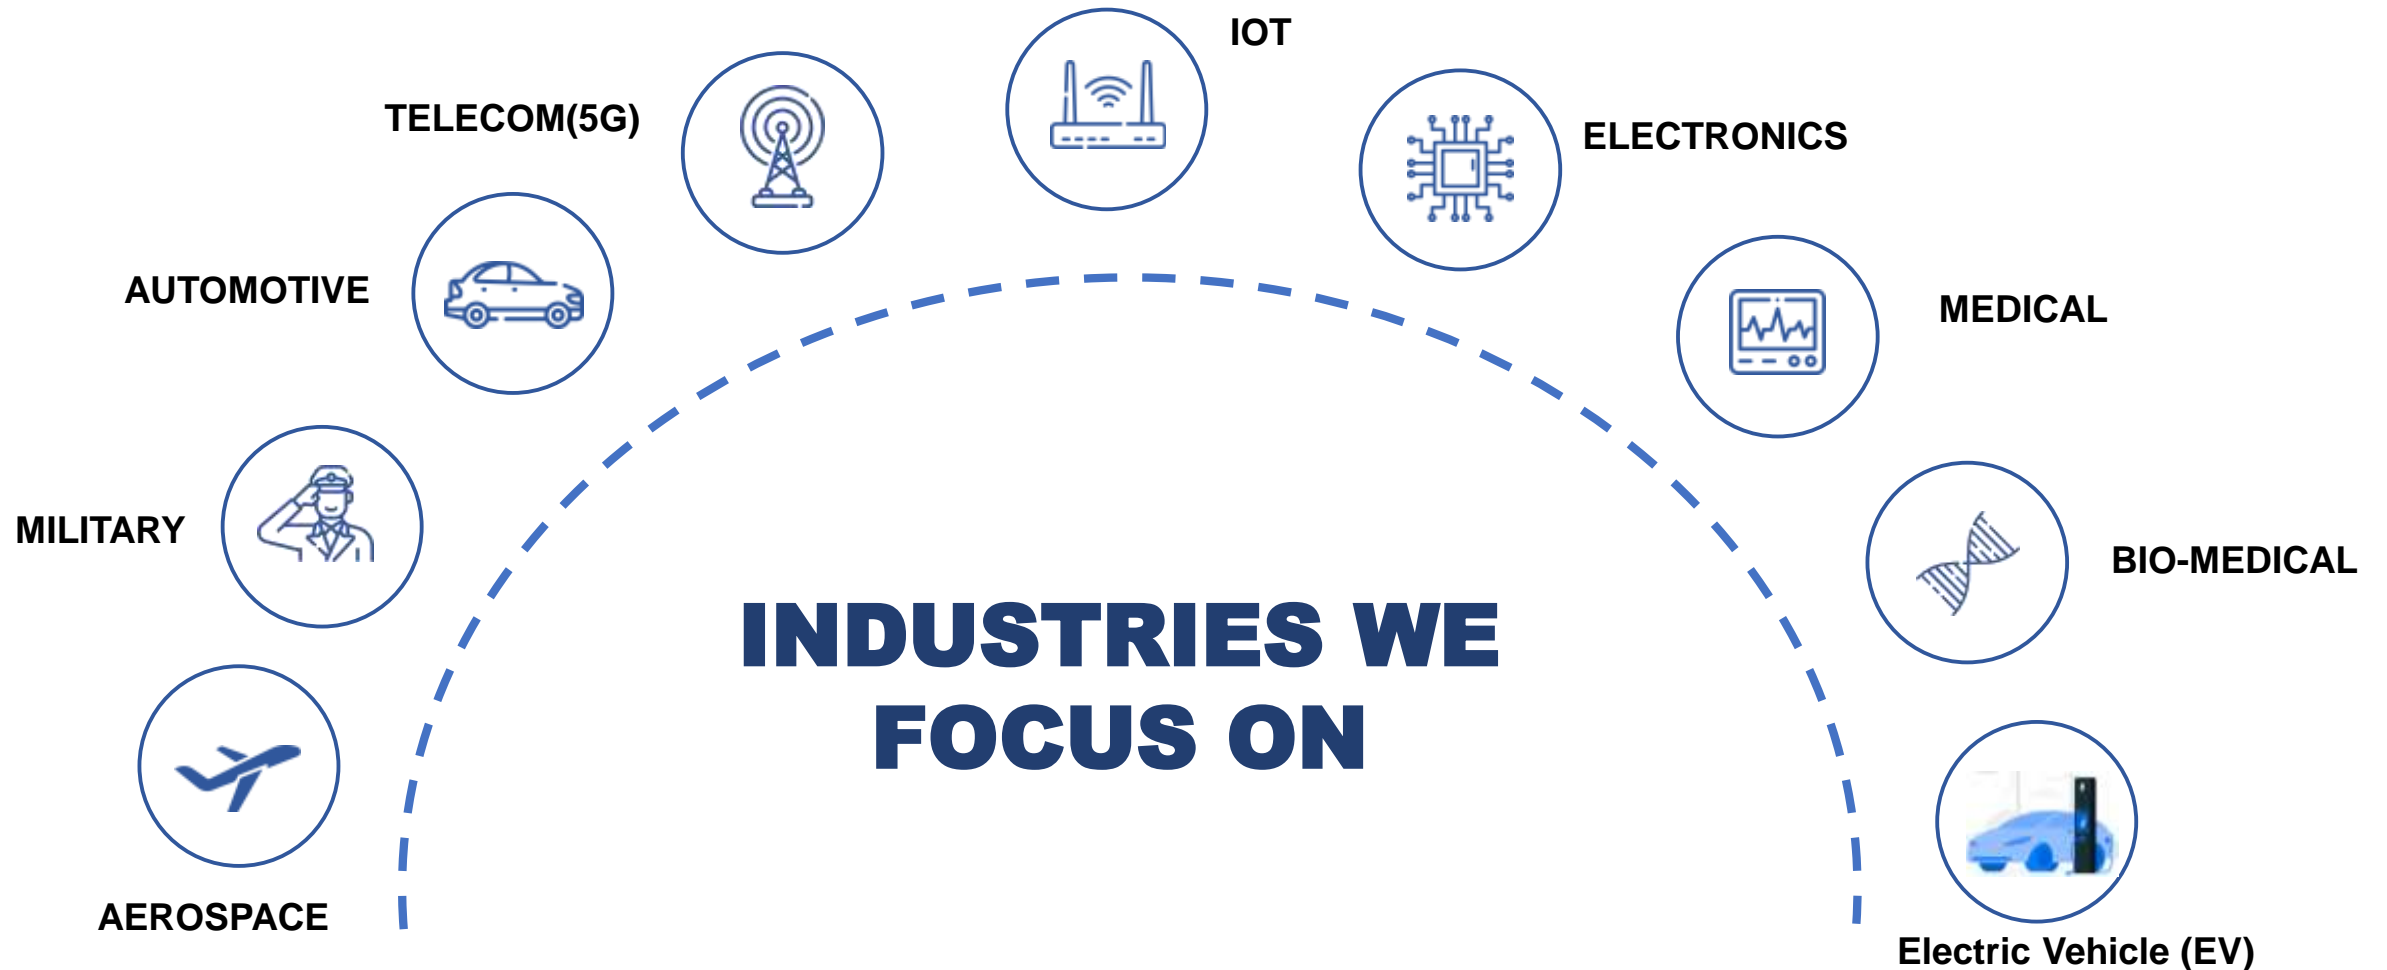 IOT
TELECOM(5G)
ELECTRONICS
AUTOMOTIVE
MEDICAL
MILITARY
BIO-MEDICAL
INDUSTRIES WE
FOCUS ON
AEROSPACE
Electric Vehicle (EV)